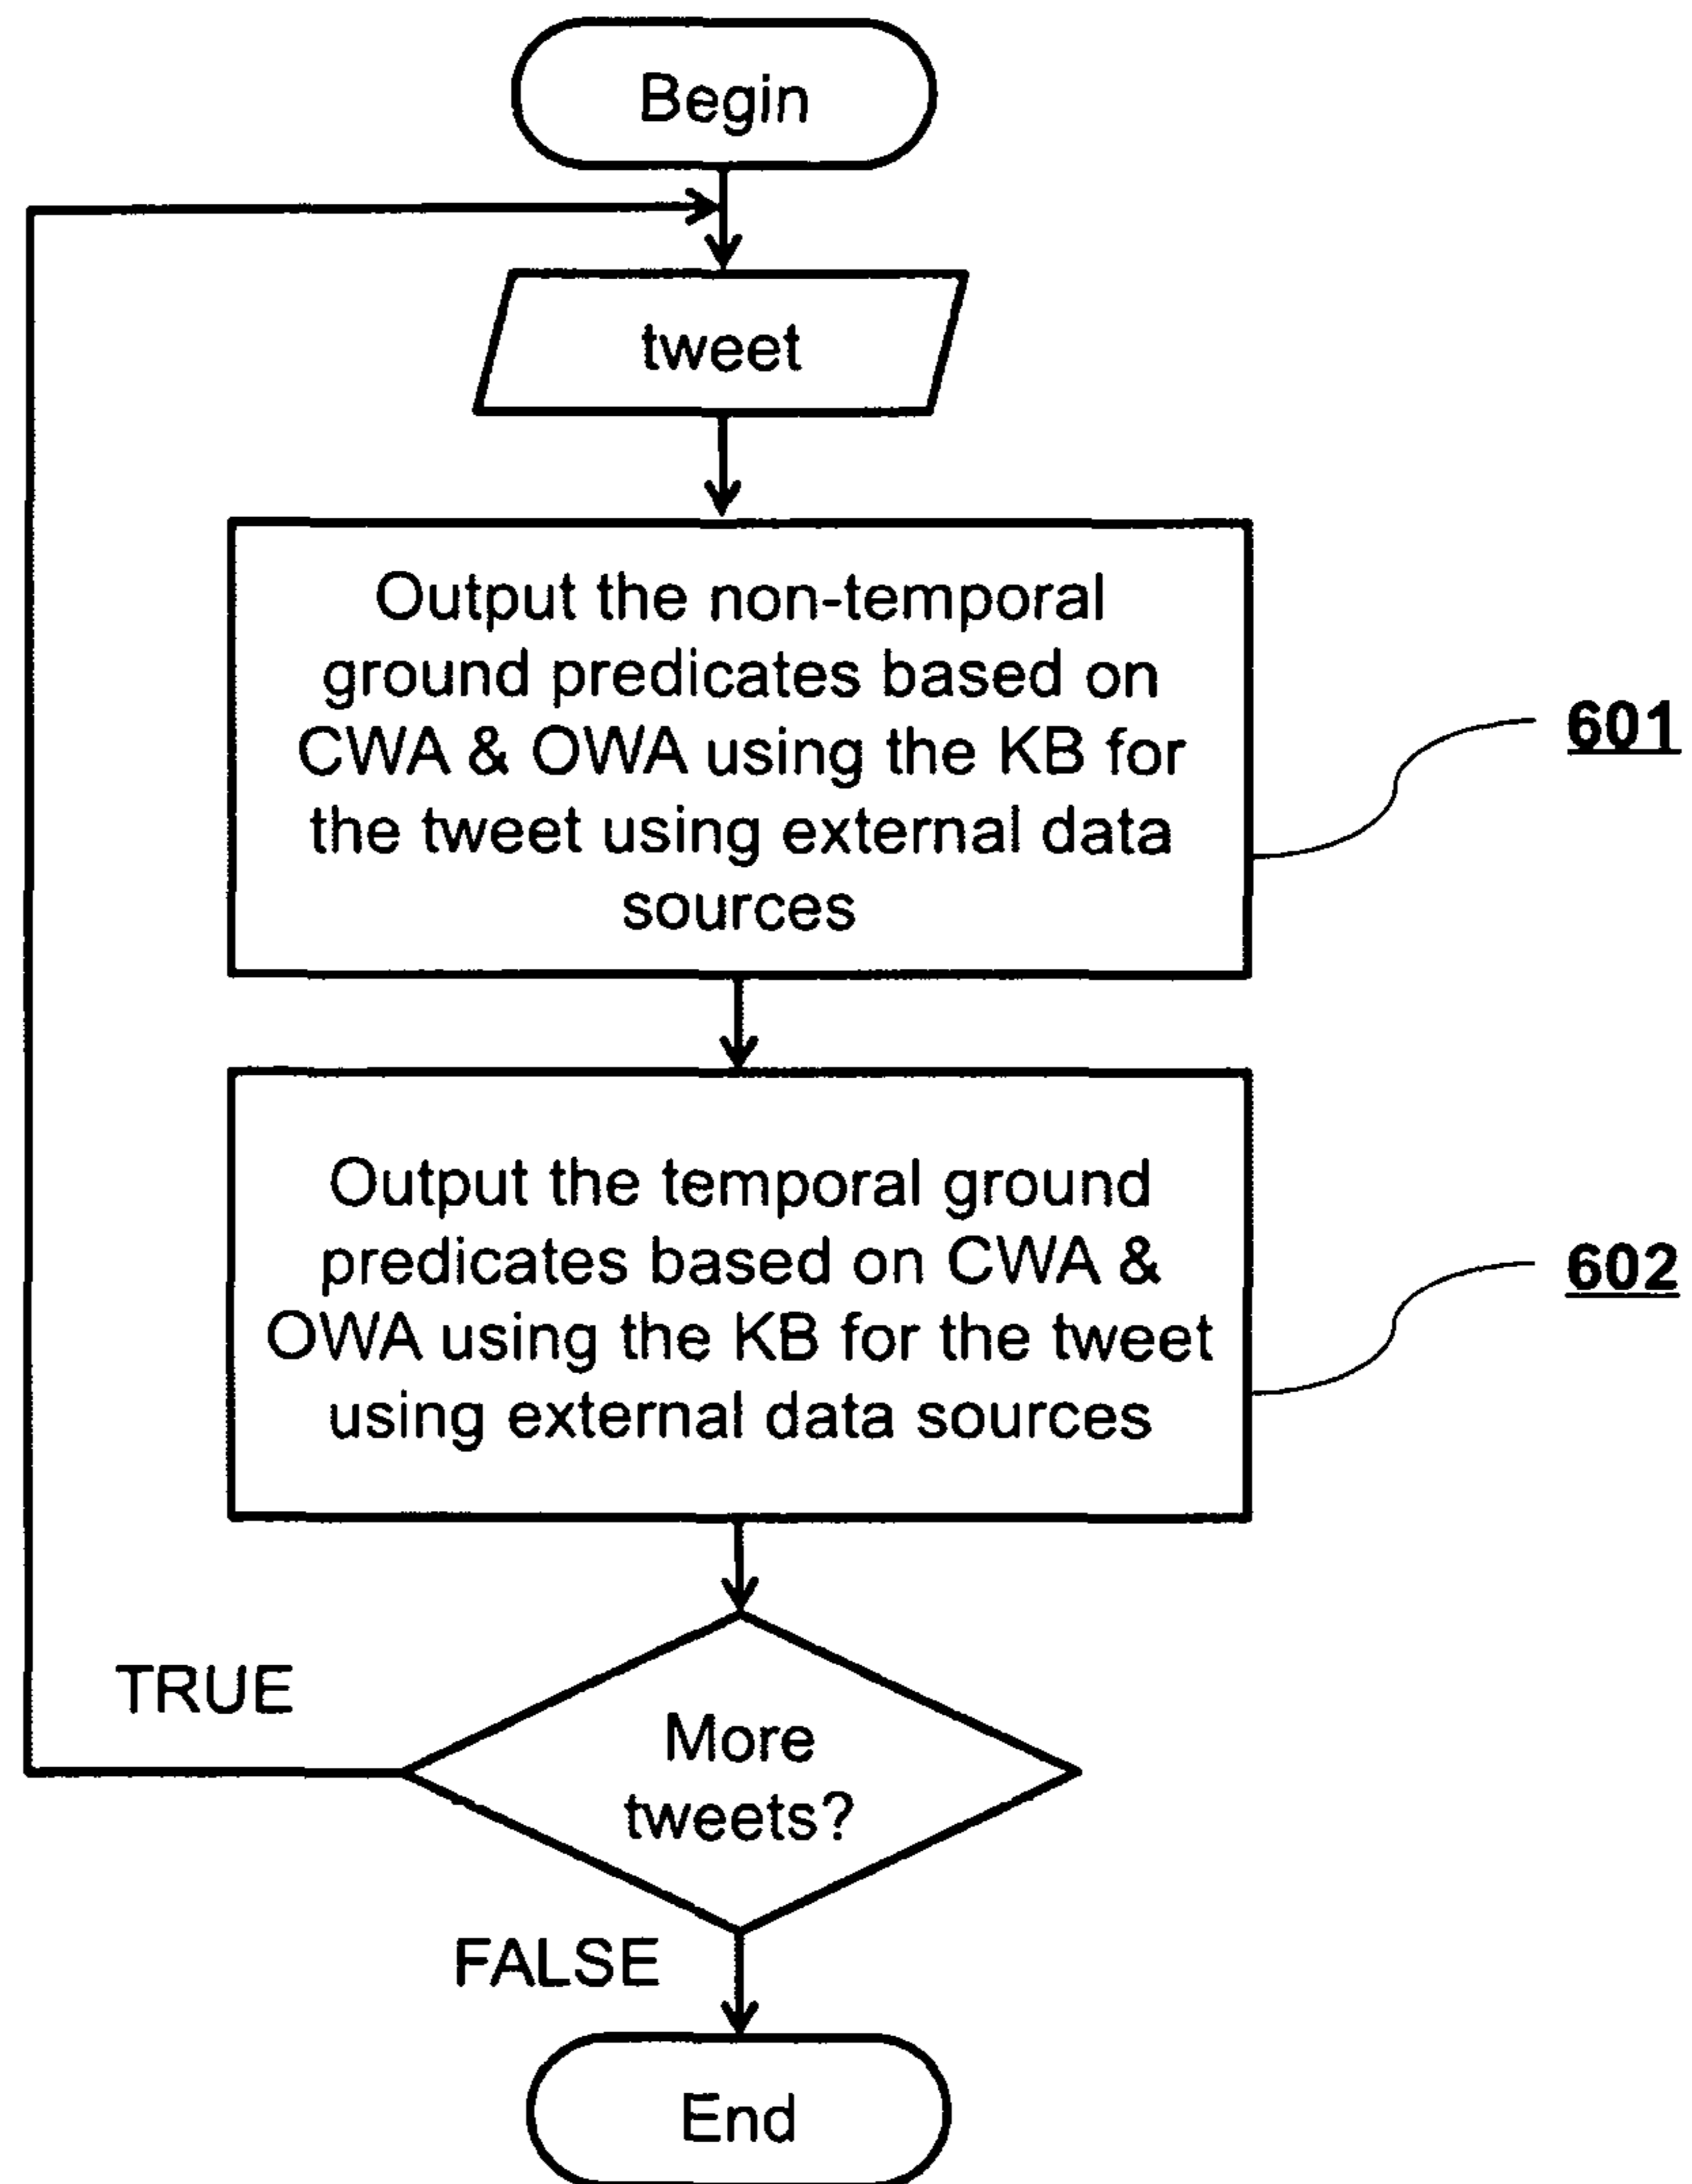 Begin
tweet
Output the non-temporal
ground predicates based on
CWA & OWA using the KB for
the tweet using external data
sources
601
Output the temporal ground
predicates based on CWA &
OWA using the KB for the tweet
using external data sources
602
TRUE
More
tweets?
FALSE
End